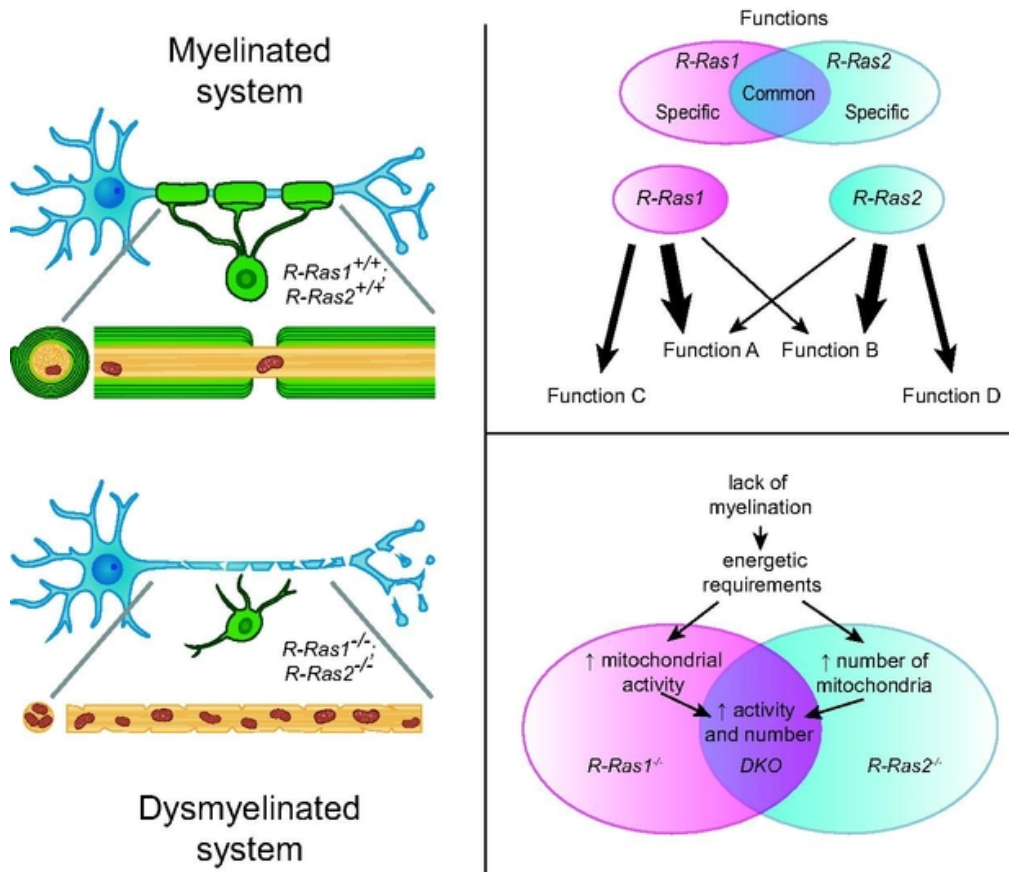 Myelinated
system
R-Ras1+/+;
R-Ras2+/+
Dysmyelinated
system
R-Ras1-/-;
R-Ras2-/-
Functions
R-Ras1
R-Ras2
Common
Specific
Specific
R-Ras1
R-Ras2
Function A
Function B
Function C
Function D
lack of
myelination
energetic
requirements
↑ mitochondrial
activity
↑ number of
mitochondria
↑ activity
and number
R-Ras1-/-
DKO
R-Ras2-/-